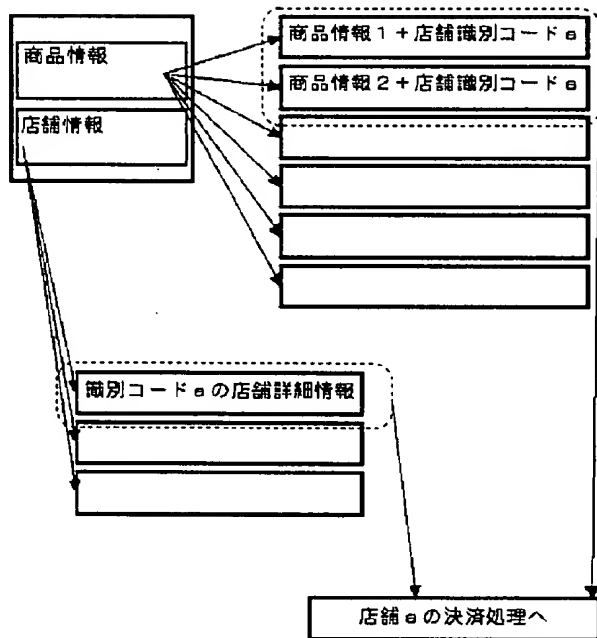 商品情報
店舗情報
商品情報1+店舗識別コードa
商品情報2+店舗識別コードa
識別コードaの店舗詳細情報
店舗aの決済処理へ